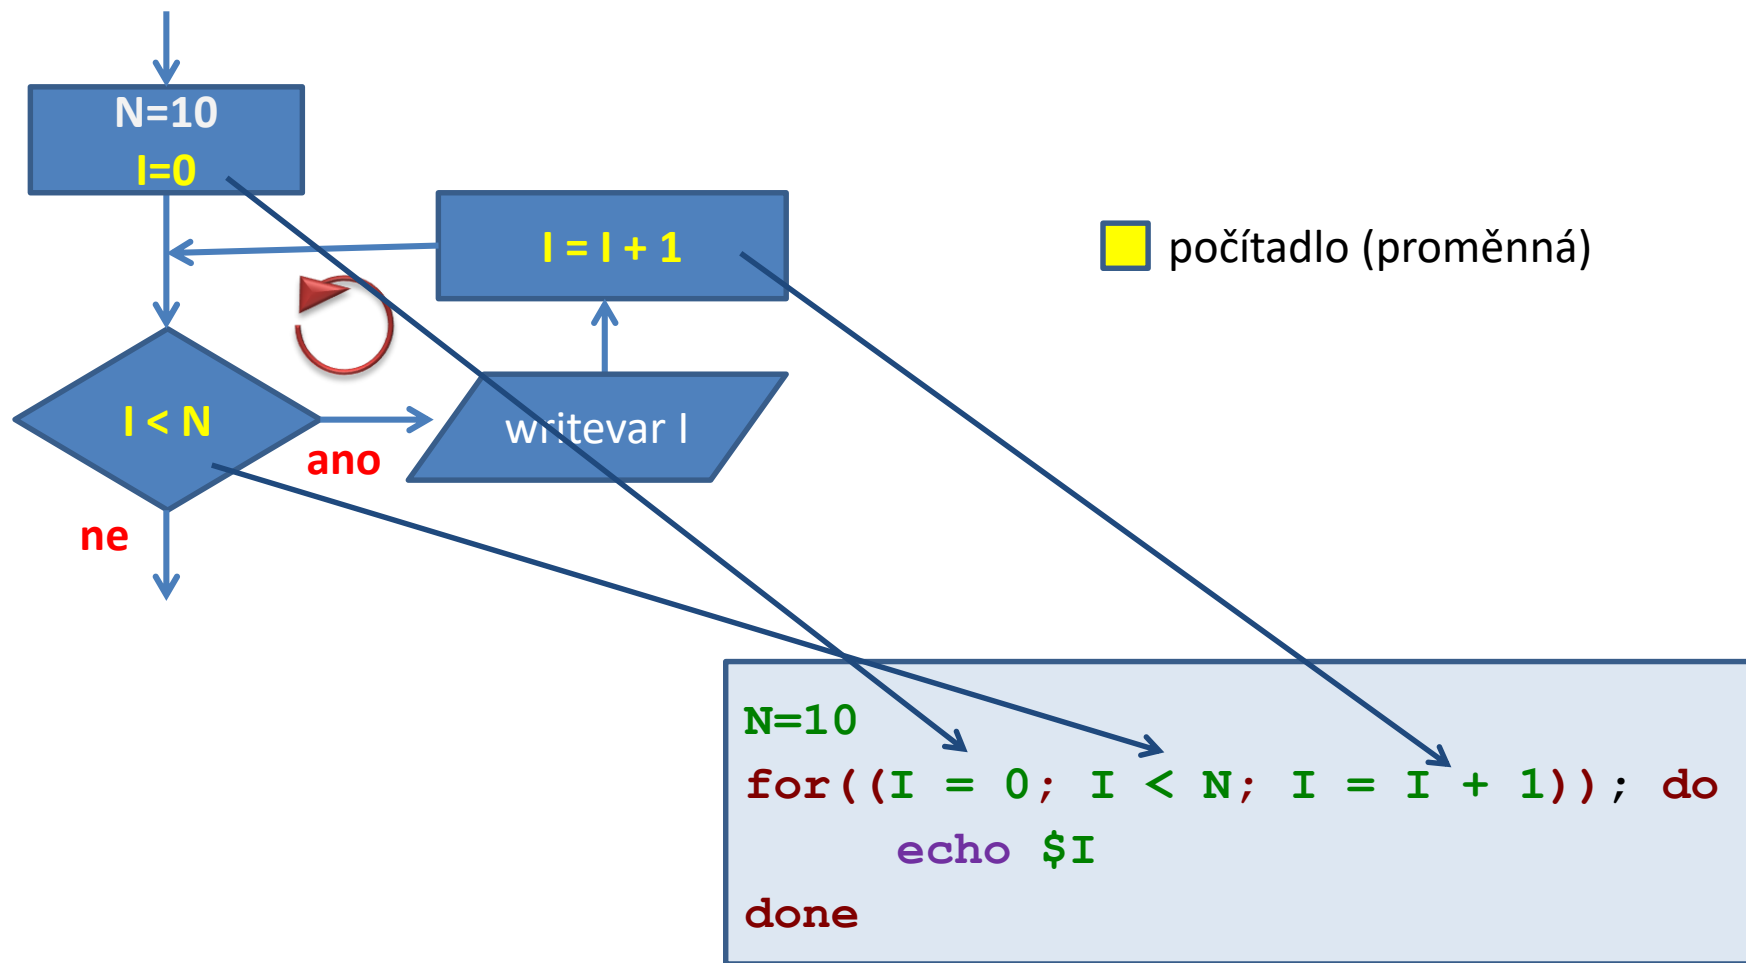 N=10
I=0
I = I + 1
počítadlo (proměnná)
I < N
ano
writevar I
ne
N=10
for((I = 0; I < N; I = I + 1)); do
echo $I
done